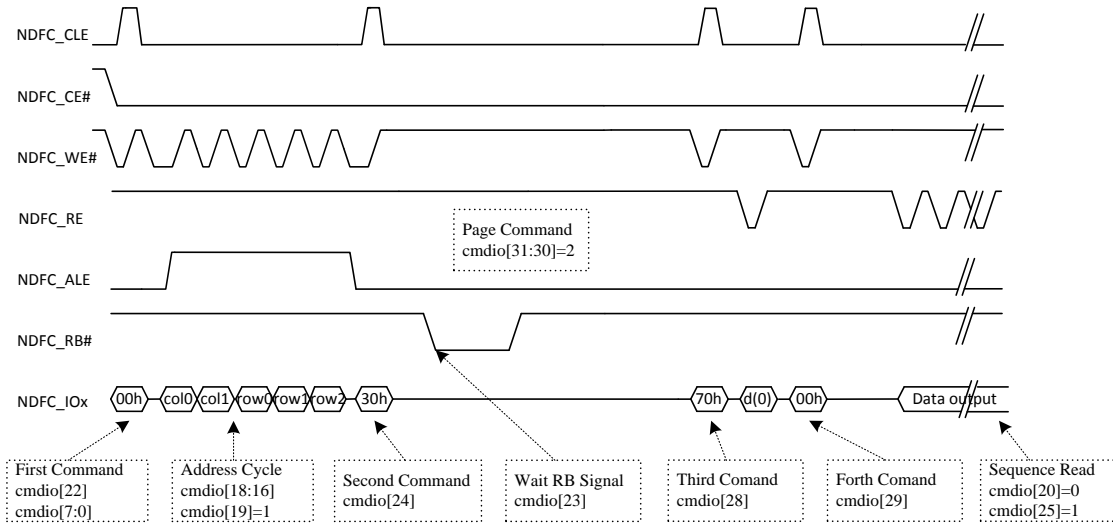 NDFC_CLE
NDFC_CE#
NDFC_WE#
NDFC_RE
Page Command
cmdio[31:30]=2
NDFC_ALE
NDFC_RB#
NDFC_IOx
00h
col0
col1
row0
row1
row2
30h
70h
d(0)
00h
Data output
First Command
cmdio[22]
cmdio[7:0]
Address Cycle
cmdio[18:16]
cmdio[19]=1
Second Command
cmdio[24]
Wait RB Signal
cmdio[23]
Third Comand
cmdio[28]
Forth Comand
cmdio[29]
Sequence Read
cmdio[20]=0
cmdio[25]=1